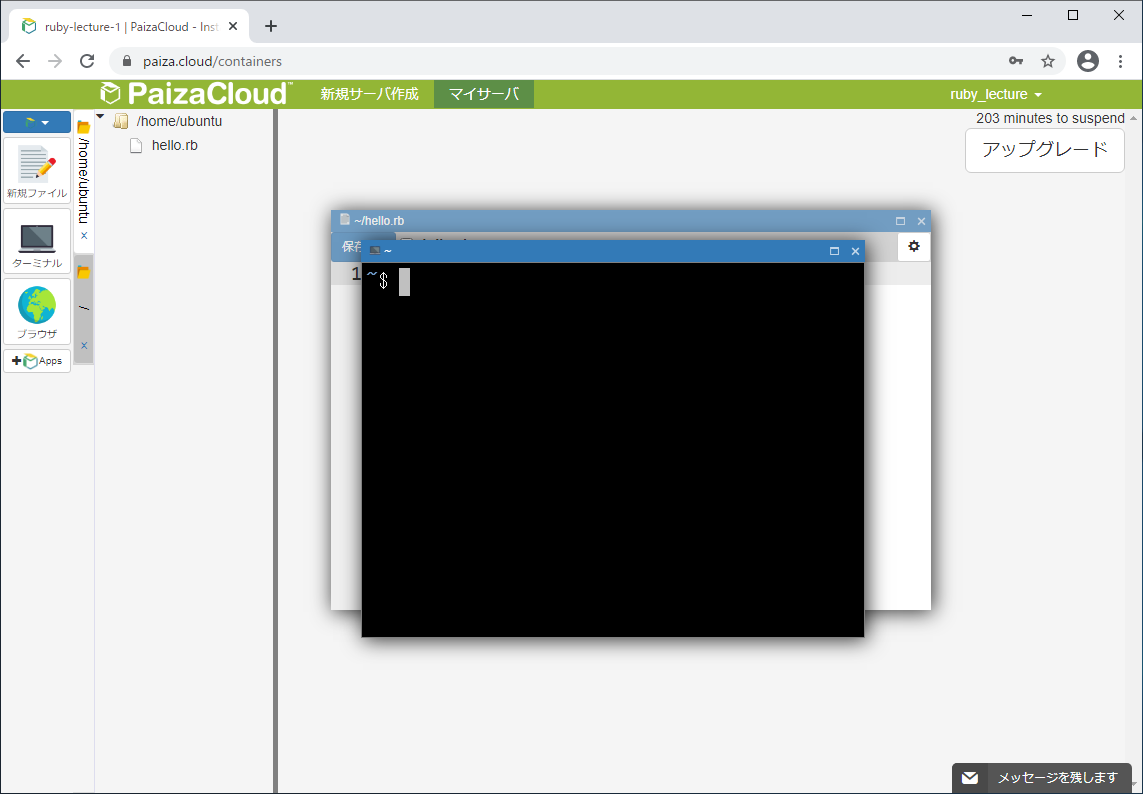 ruby-lecture-1 | PaizaCloud - Inst
paiza.cloud/containers
PaizaCloud
新規サーバ作成
マイサーバ
ruby_lecture
203 minutes to suspend
アップグレード
新規ファイル
ターミナル
ブラウザ
Apps
/home/ubuntu
x
/
x
/home/ubuntu
hello.rb
~/hello.rb
保存
1
~
~$
メッセージを残します